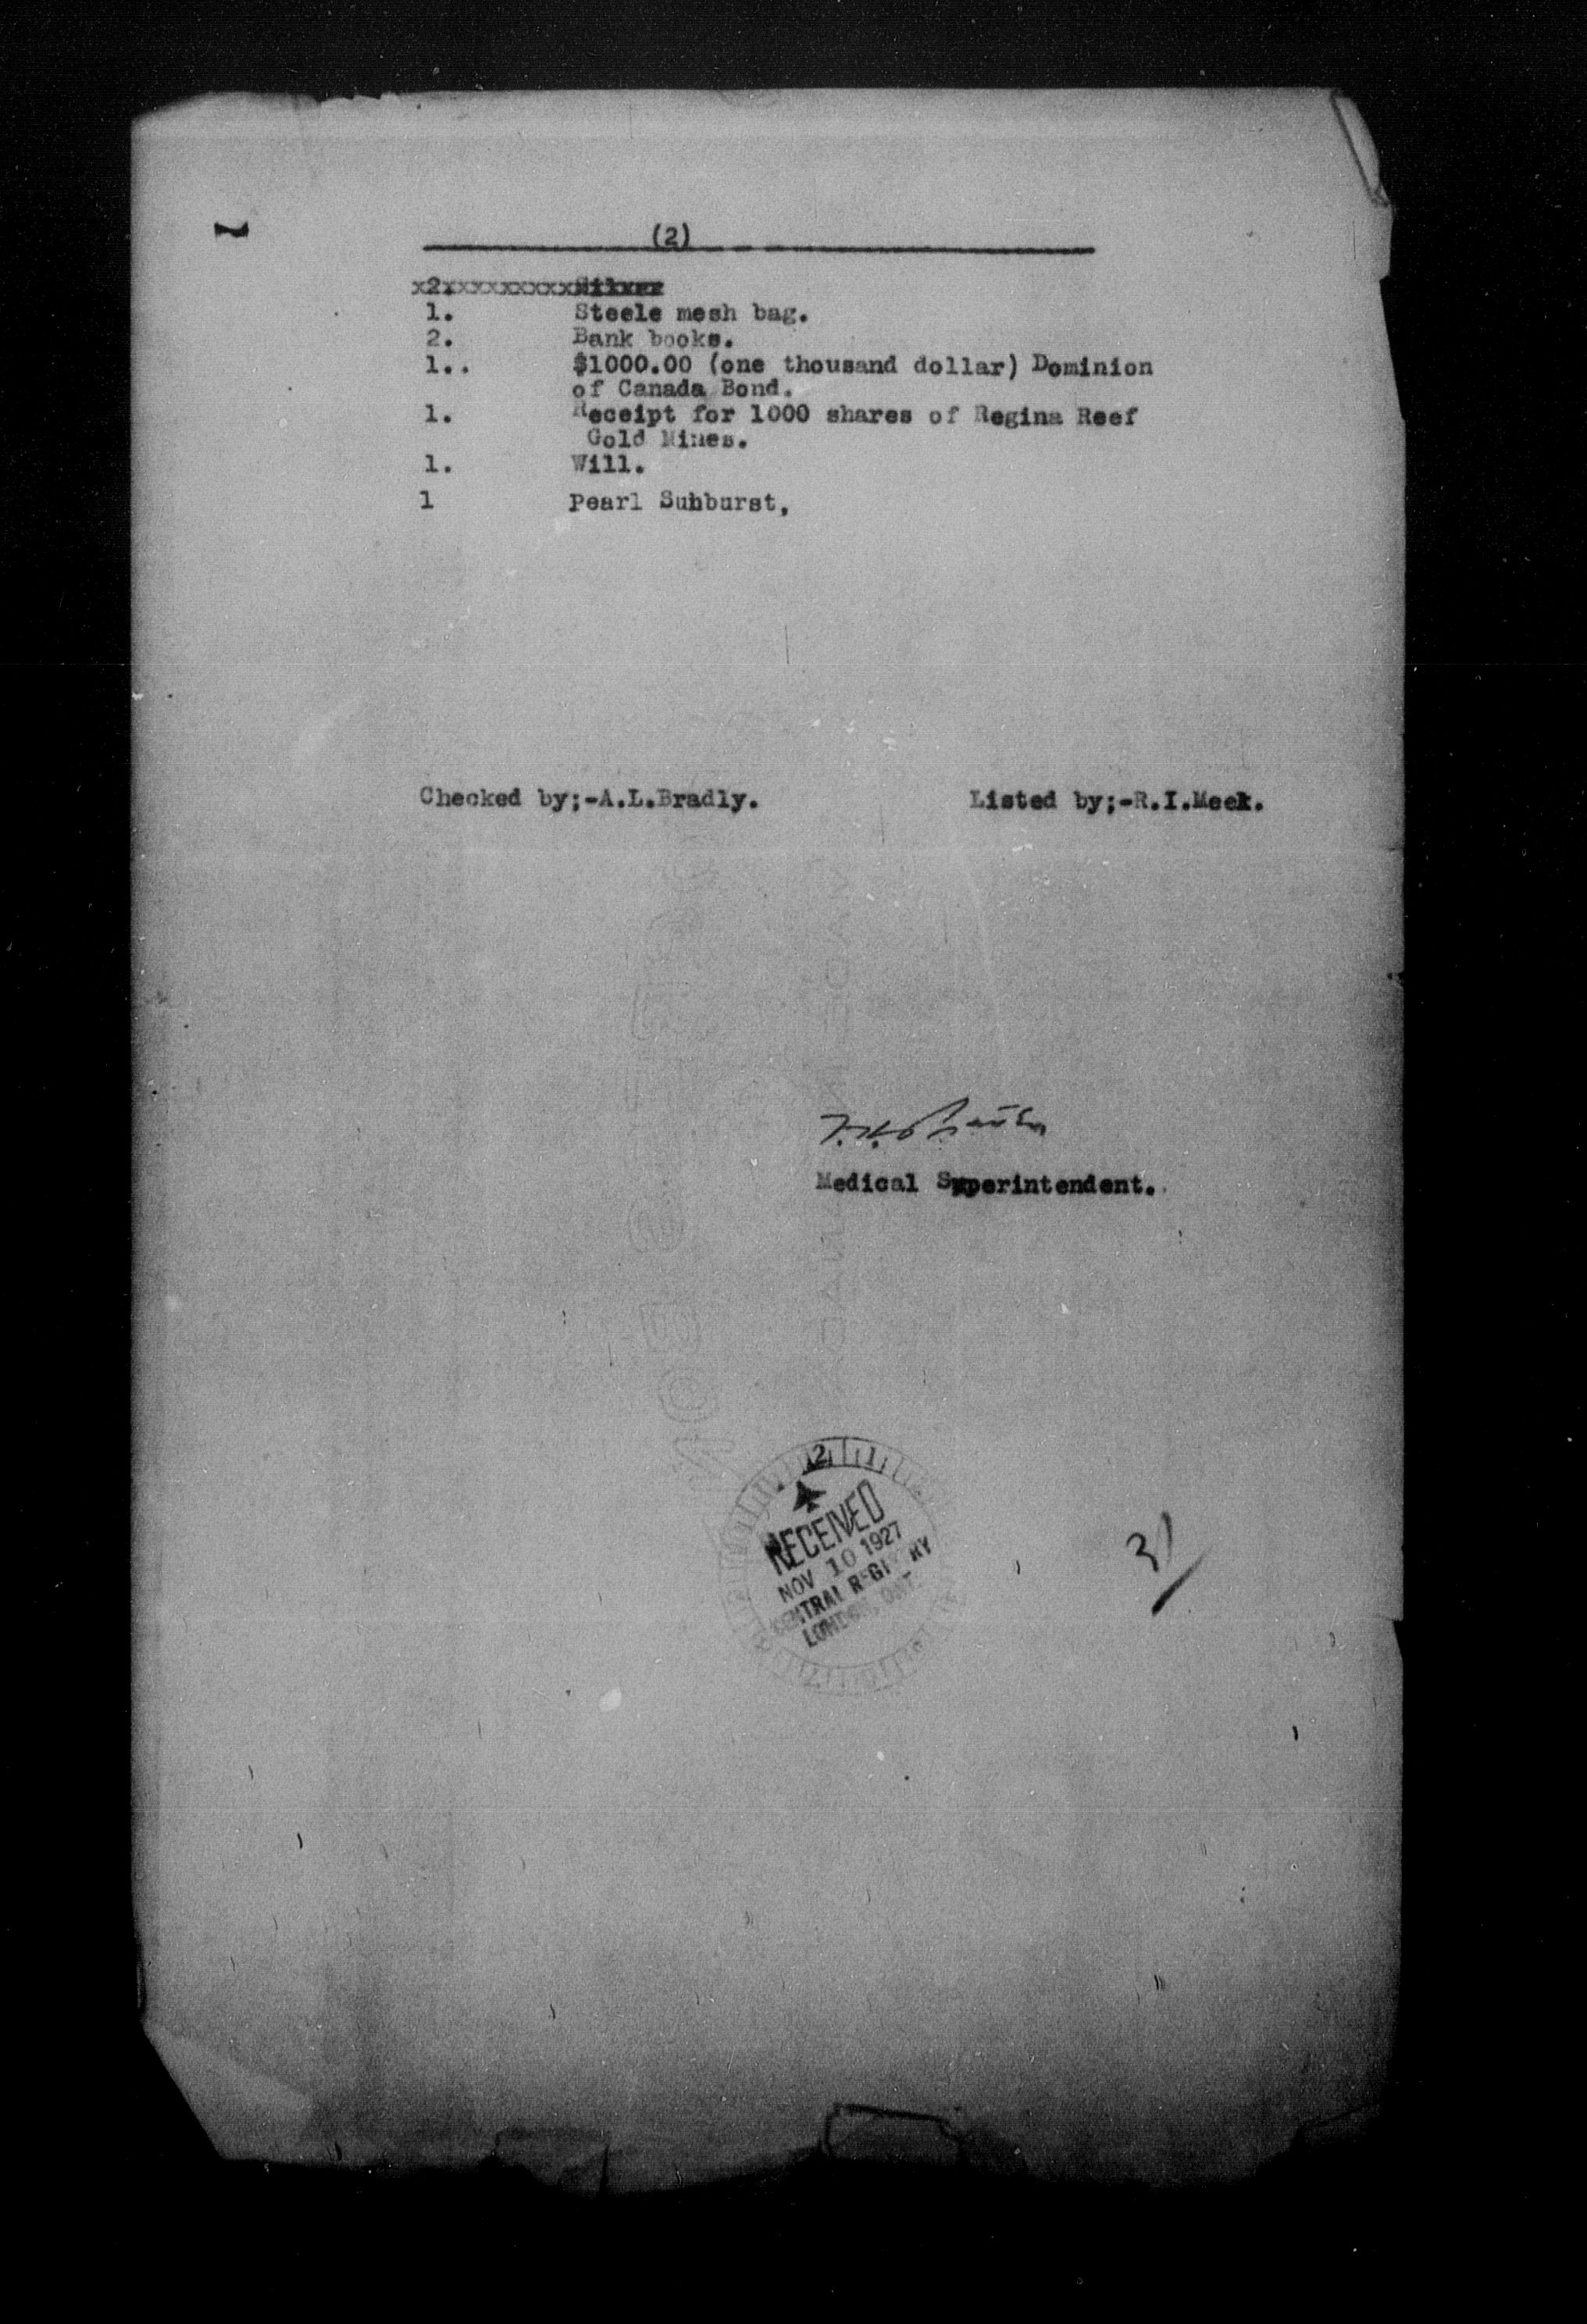 (2)
1. Steele mesh bag.
2. Bank books.
1.. $1000.00 (one thousand dollar) Dominion
of Canada Bond.
1. Receipt for 1000 shares of Regina Reef
Gold Mines.
1. Will.
1 Pearl Sunburst,
Checked by;-A.L.Bradly. Listed by;-R.I.Meek.
Medical Superintendent.
12 1
RECEIVED
NOV 10 1927
CENTRAL REGISTRY
LONDON, ONT.
31